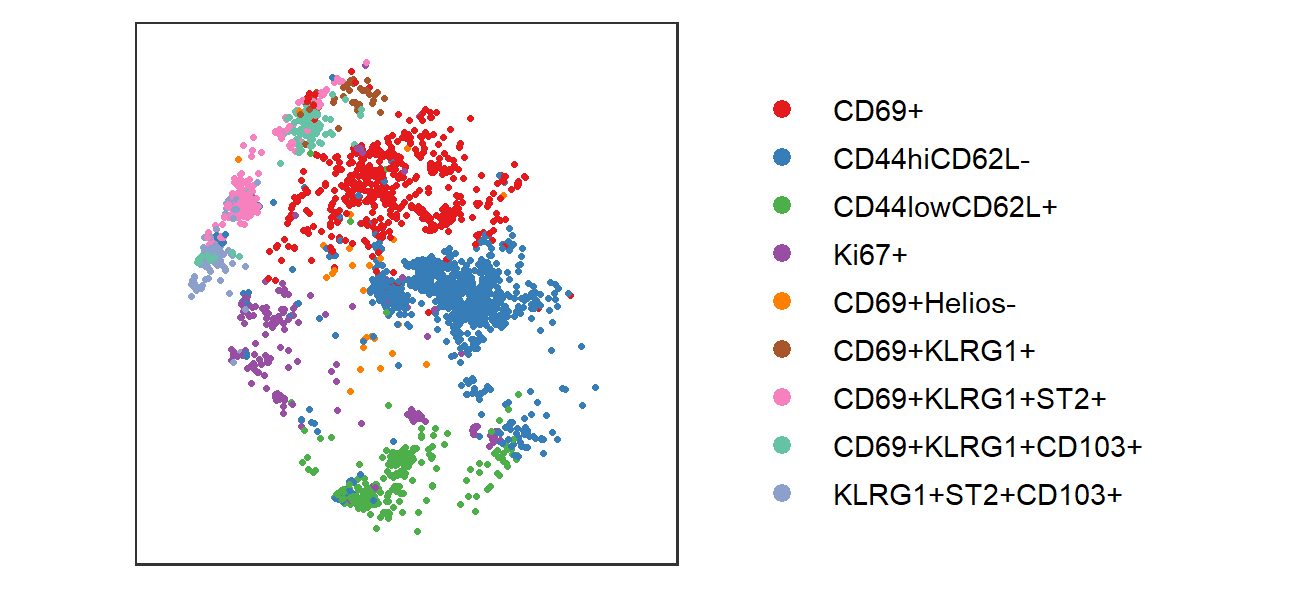 CD69+
CD44hiCD62L-
CD44lowCD62L+
Ki67+
CD69+Helios-
CD69+KLRG1+
CD69+KLRG1+ST2+
CD69+KLRG1+CD103+
KLRG1+ST2+CD103+